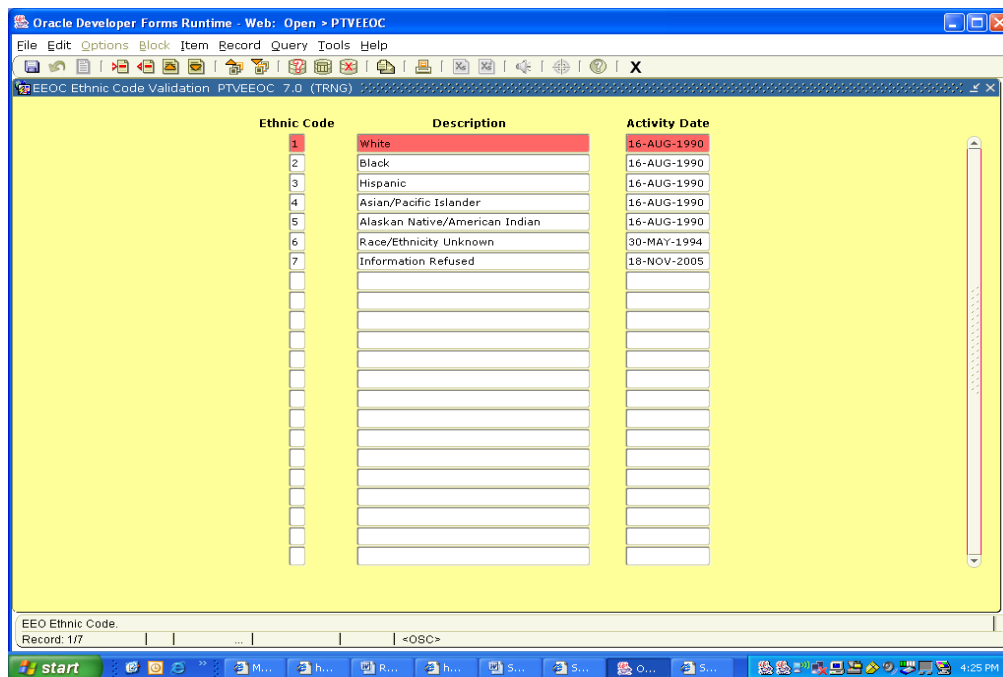 Oracle Developer Forms Runtime - Web: Open > PTVEEOC
File Edit Options Block Item Record Query Tools Help
X
EEOC Ethnic Code Validation PTVEEOC 7.0 (TRNG)
Ethnic Code Description Activity Date
1 White 16-AUG-1990
2 Black 16-AUG-1990
3 Hispanic 16-AUG-1990
4 Asian/Pacific Islander 16-AUG-1990
5 Alaskan Native/American Indian 16-AUG-1990
6 Race/Ethnicity Unknown 30-MAY-1994
7 Information Refused 18-NOV-2005
EEO Ethnic Code.
Record: 1/7 ... <OSC>
start M... h... R... h... S... S... O... S... 4:25 PM